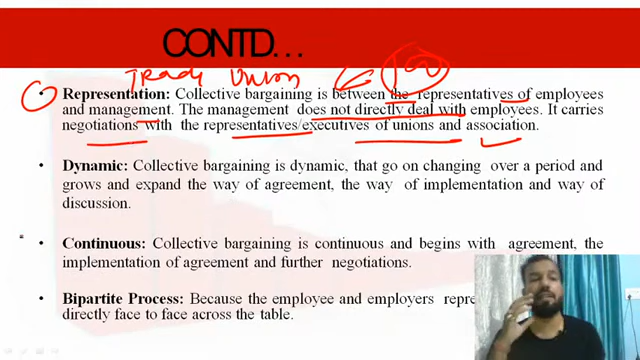 CONTD...
Trade Union 100
• Representation: Collective bargaining is between the representatives of employees
and management. The management does not directly deal with employees. It carries
negotiations with the representatives/executives of unions and association.
• Dynamic: Collective bargaining is dynamic, that go on changing over a period and
grows and expand the way of agreement, the way of implementation and way of
discussion.
• Continuous: Collective bargaining is continuous and begins with agreement, the
implementation of agreement and further negotiations.
• Bipartite Process: Because the employee and employers
directly face to face across the table.